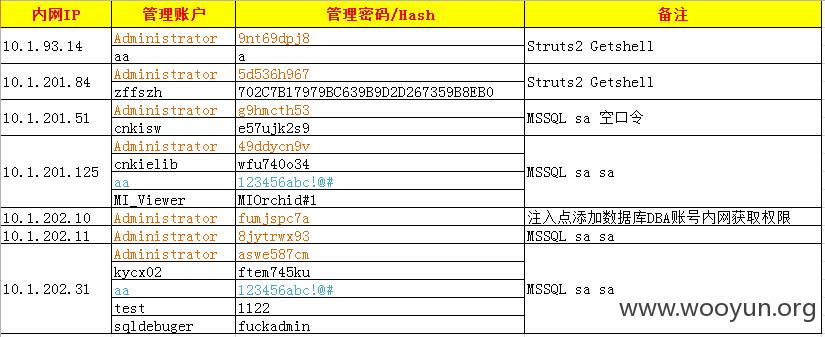 内网IP 管理账户 管理密码/Hash 备注
10.1.93.14 Administrator 9nt69dpj8 Struts2 Getshell
aa a
10.1.201.84 Administrator 5d536h967 Struts2 Getshell
zffszh 702C7B17979BC639B9D2D267359B8EB0
10.1.201.51 Administrator g9hmcth53 MSSQL sa 空口令
cnkisw e57ujk2s9
10.1.201.125 Administrator 49ddycn9v MSSQL sa sa
cnkielib wfu740o34
aa 123456abc!@#
MI_Viewer MIOrchid#1
10.1.202.10 Administrator fumjspc7a 注入点添加数据库DBA账号内网获取权限
10.1.202.11 Administrator 8jytrwx93 MSSQL sa sa
10.1.202.31 Administrator aswe587cm MSSQL sa sa
kycx02 ftem745ku
aa 123456abc!@#
test 1122
sqldebuger fuckadmin
www.wooyun.org